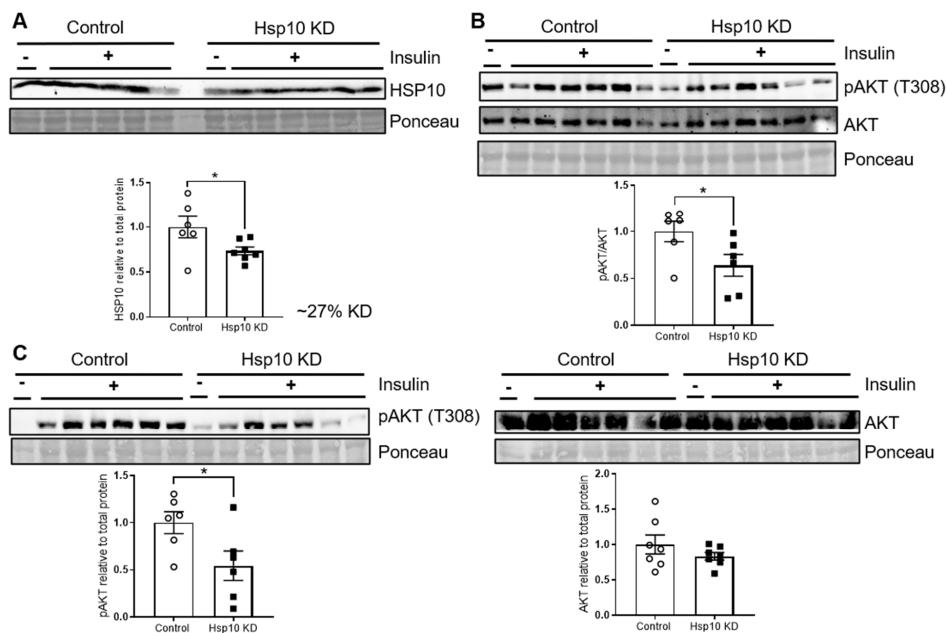 A
Control
Hsp10 KD
-
+
-
+
Insulin
HSP10
Ponceau
HSP10 relative to total protein
1.5
1.0
0.5
0.0
*
Control
Hsp10 KD
~27% KD
B
Control
Hsp10 KD
-
+
-
+
Insulin
pAKT (T308)
AKT
Ponceau
pAKT/AKT
1.5
1.0
0.5
0.0
*
Control
Hsp10 KD
C
Control
Hsp10 KD
-
+
-
+
Insulin
pAKT (T308)
Ponceau
pAKT relative to total protein
1.5
1.0
0.5
0.0
*
Control
Hsp10 KD
Control
Hsp10 KD
-
+
-
+
Insulin
AKT
Ponceau
AKT relative to total protein
2.0
1.5
1.0
0.5
0.0
Control
Hsp10 KD